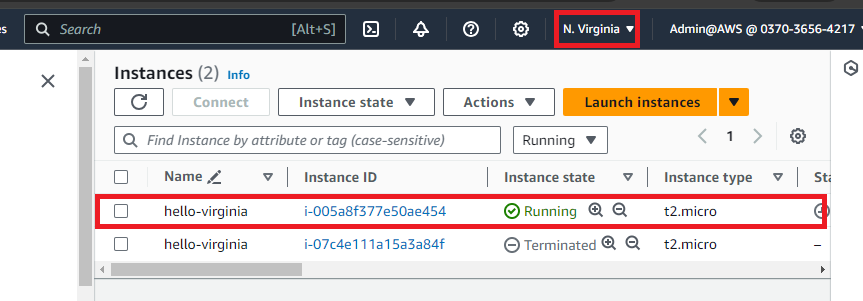 es Search [Alt+S] N. Virginia ▼ Admin@AWS @ 0370-3656-4217
Instances (2) Info
Connect Instance state ▼ Actions ▼ Launch instances ▼
Find Instance by attribute or tag (case-sensitive) Running ▼ 1
Name Instance ID Instance state Instance type Sta
hello-virginia i-005a8f377e50ae454 Running t2.micro
hello-virginia i-07c4e111a15a3a84f Terminated t2.micro –